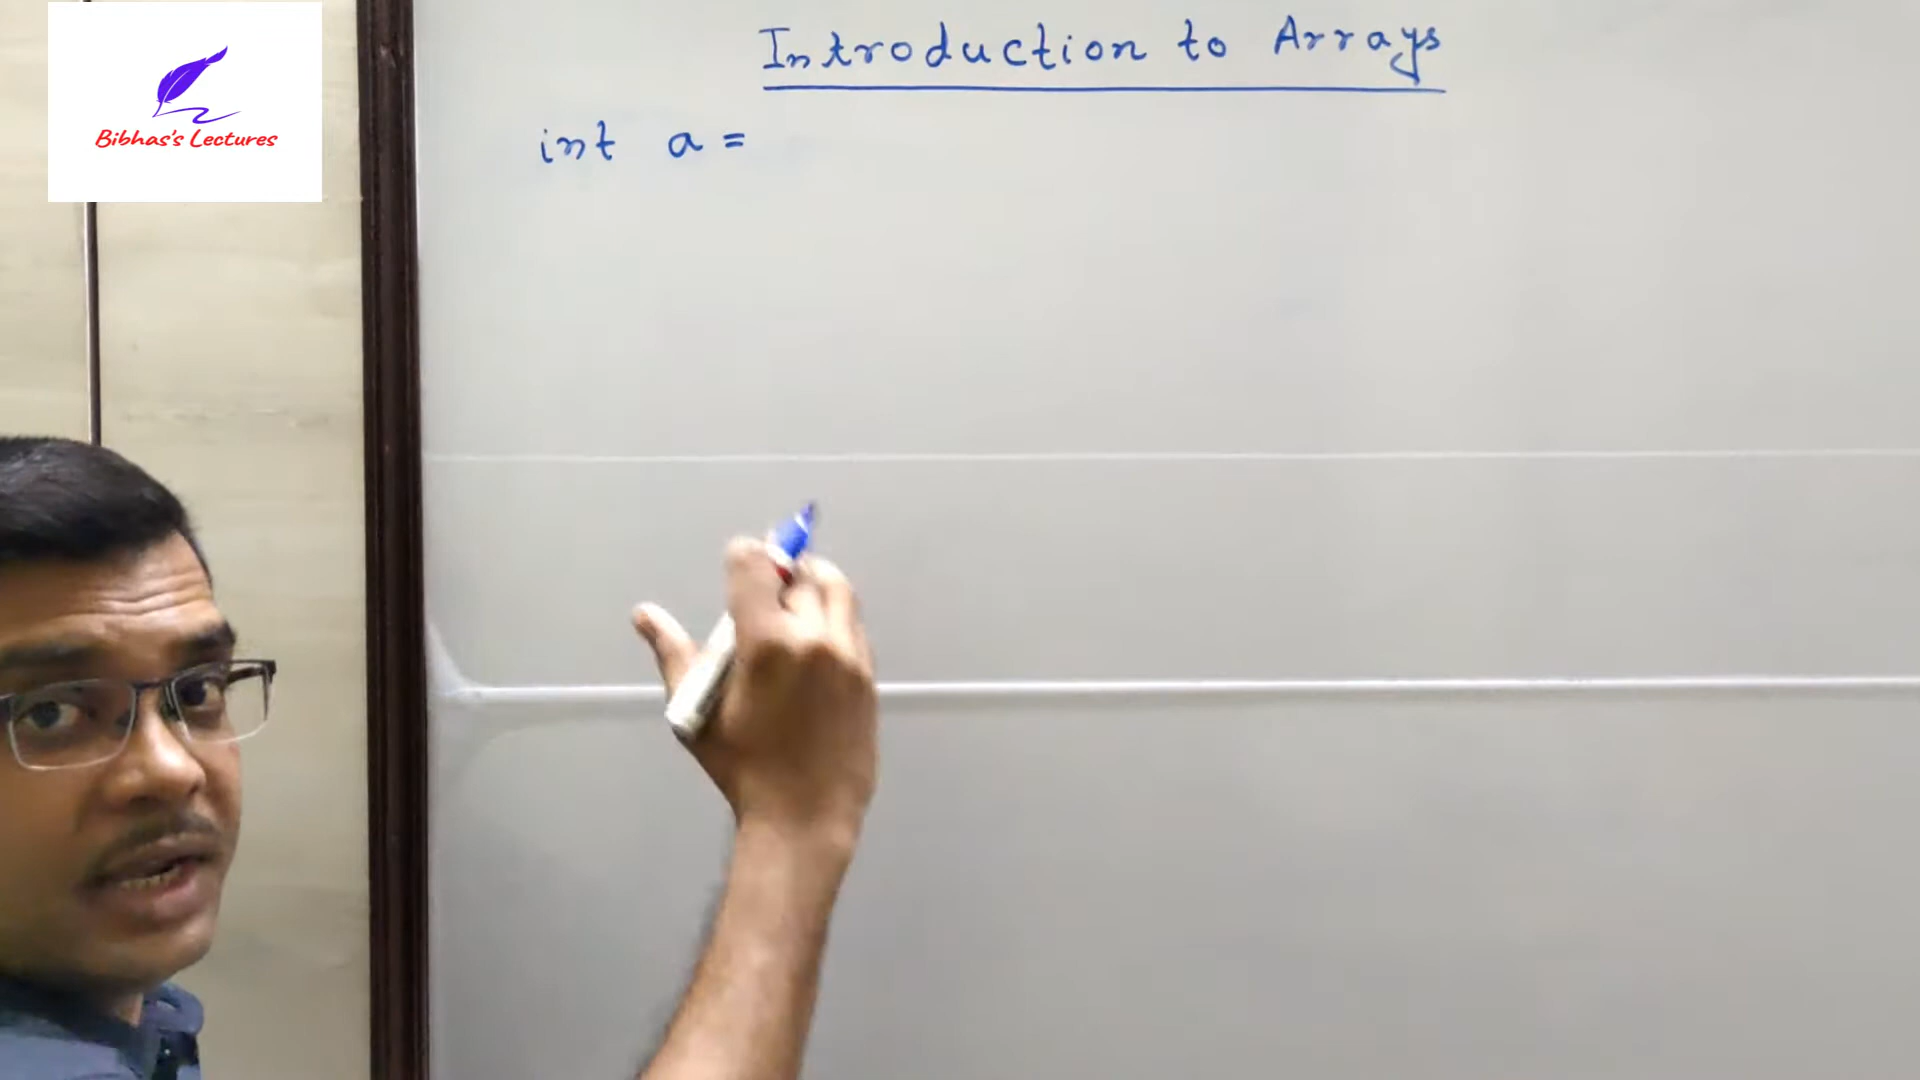 Bibhas's Lectures
Introduction to Arrays
int a =